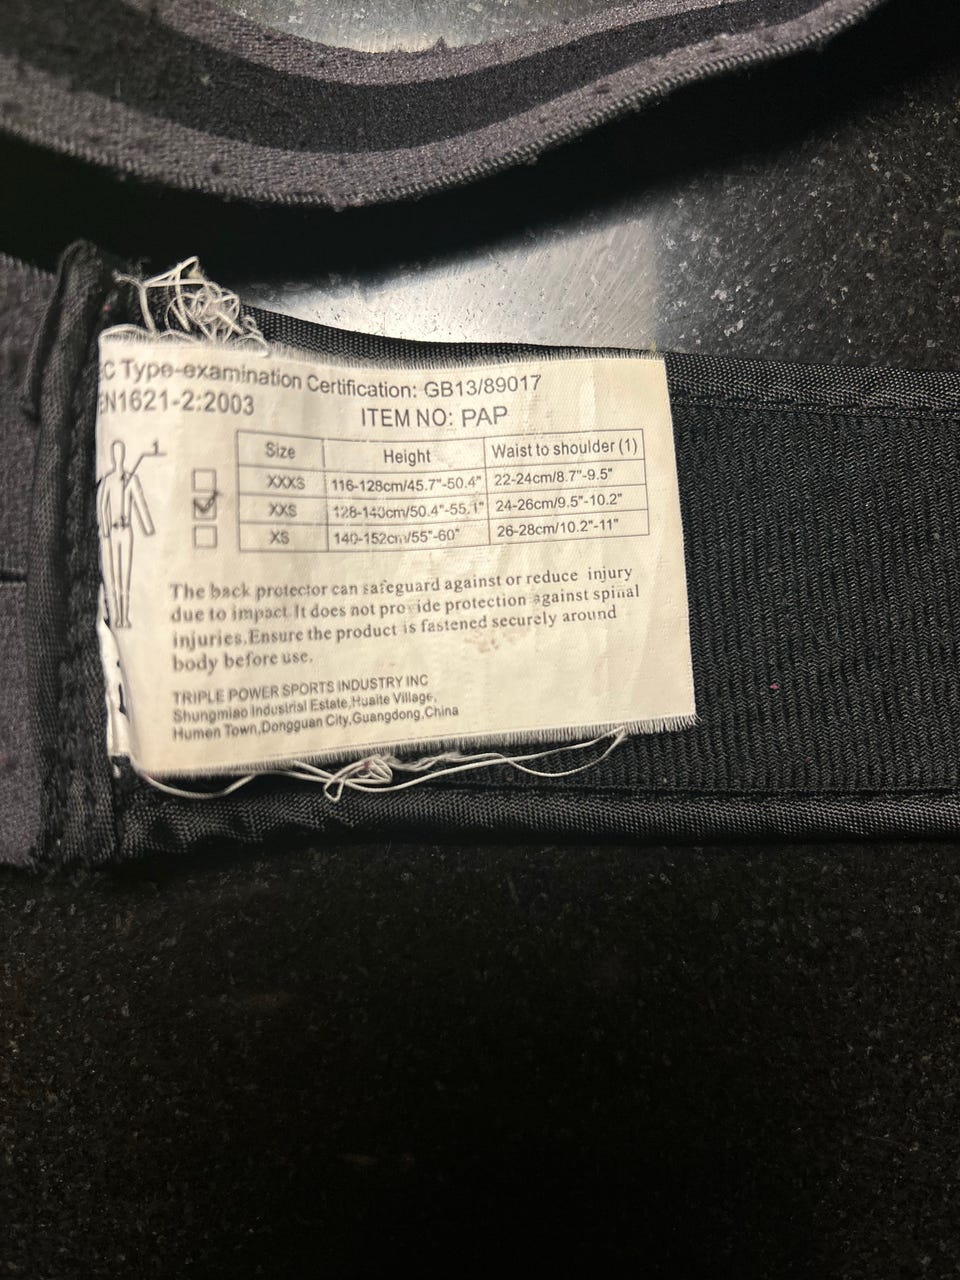 C Type-examination Certification: GB13/89017
EN1621-2:2003
ITEM NO: PAP
1
Size Height Waist to shoulder (1)
XXXS 116-128cm/45.7"-50.4" 22-24cm/8.7"-9.5"
XXS 128-140cm/50.4"-55.1" 24-26cm/9.5"-10.2"
XS 140-152cm/55"-60" 26-28cm/10.2"-11"
The back protector can safeguard against or reduce injury
due to impact.It does not provide protection against spinal
injuries.Ensure the product is fastened securely around
body before use.
TRIPLE POWER SPORTS INDUSTRY INC
Shungmiao Indusirisl Estate,Huaite Village,
Humen Town,Dongguan City,Guangdong,China